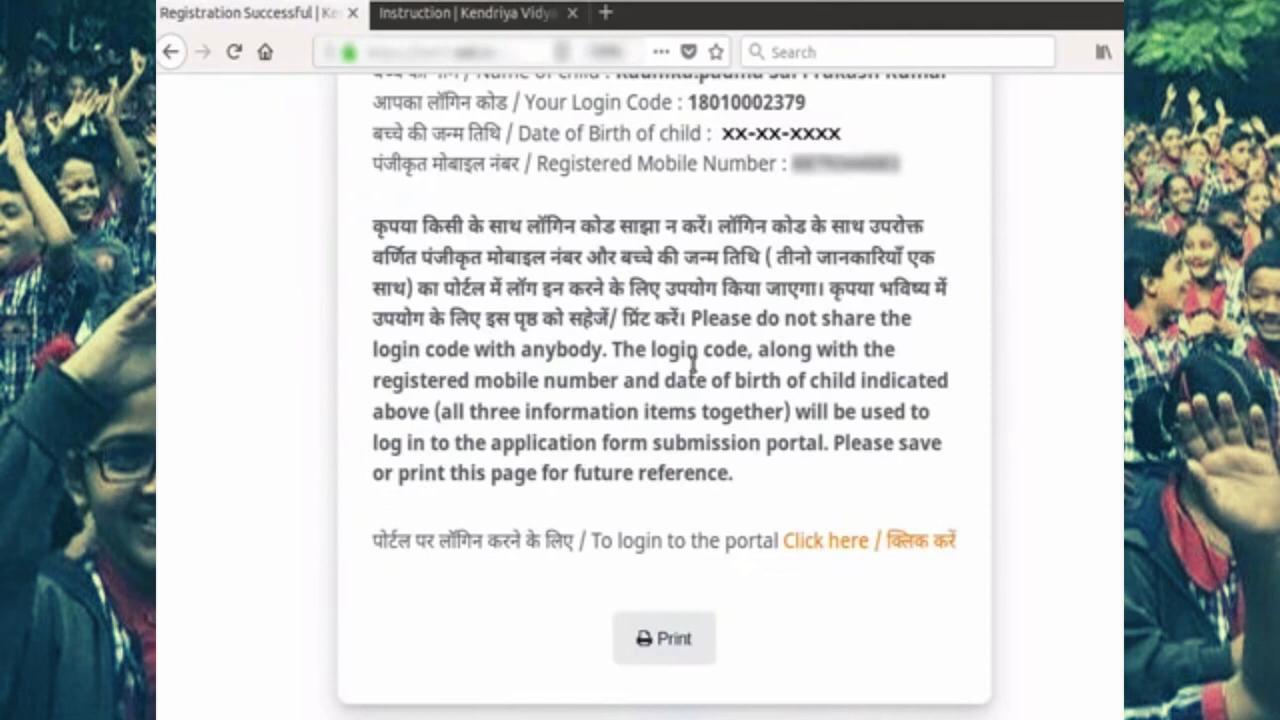 Registration Successful | Ke
Instruction | Kendriya Vidy
Search
आपका लॉगिन कोड / Your Login Code : 18010002379
बच्चे की जन्म तिथि / Date of Birth of child : XX-XX-XXXX
पंजीकृत मोबाइल नंबर / Registered Mobile Number :
कृपया किसी के साथ लॉगिन कोड साझा न करें। लॉगिन कोड के साथ उपरोक्त
वर्णित पंजीकृत मोबाइल नंबर और बच्चे की जन्म तिथि ( तीनो जानकारियाँ एक
साथ) का पोर्टल में लॉग इन करने के लिए उपयोग किया जाएगा। कृपया भविष्य में
उपयोग के लिए इस पृष्ठ को सहेजें/ प्रिंट करें। Please do not share the
login code with anybody. The login code, along with the
registered mobile number and date of birth of child indicated
above (all three information items together) will be used to
log in to the application form submission portal. Please save
or print this page for future reference.
पोर्टल पर लॉगिन करने के लिए / To login to the portal Click here / क्लिक करें
Print